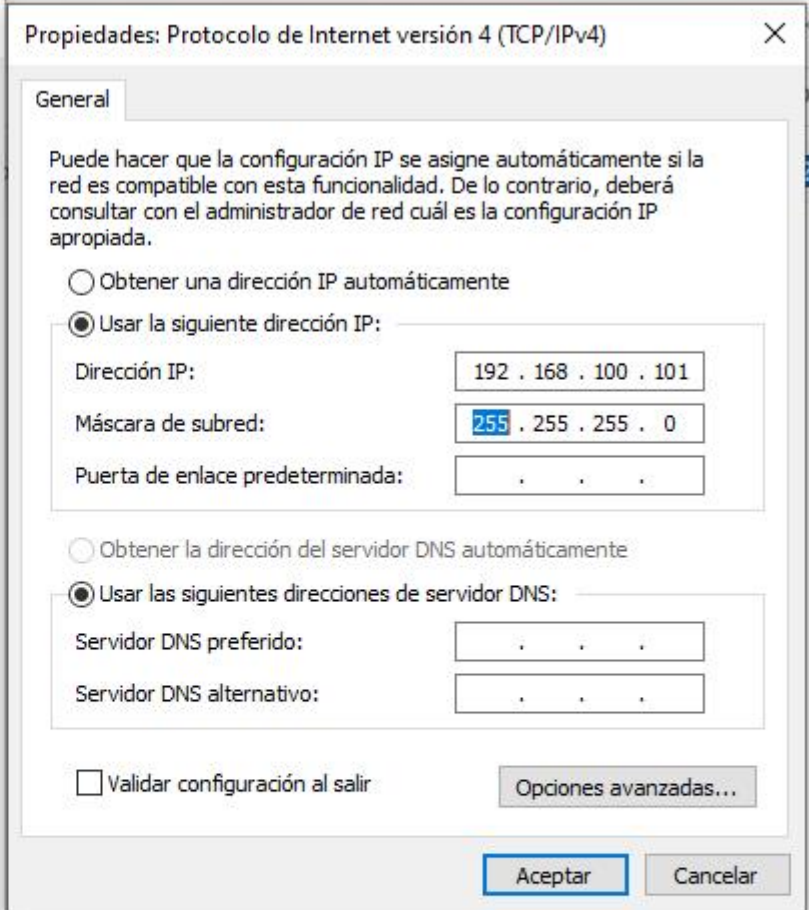 Propiedades: Protocolo de Internet versión 4 (TCP/IPv4)
General
Puede hacer que la configuración IP se asigne automáticamente si la
red es compatible con esta funcionalidad. De lo contrario, deberá
consultar con el administrador de red cuál es la configuración IP
apropiada.
Obtener una dirección IP automáticamente
Usar la siguiente dirección IP:
Dirección IP: 192 . 168 . 100 . 101
Máscara de subred: 255 . 255 . 255 . 0
Puerta de enlace predeterminada: . . .
Obtener la dirección del servidor DNS automáticamente
Usar las siguientes direcciones de servidor DNS:
Servidor DNS preferido: . . .
Servidor DNS alternativo: . . .
Validar configuración al salir Opciones avanzadas...
Aceptar Cancelar